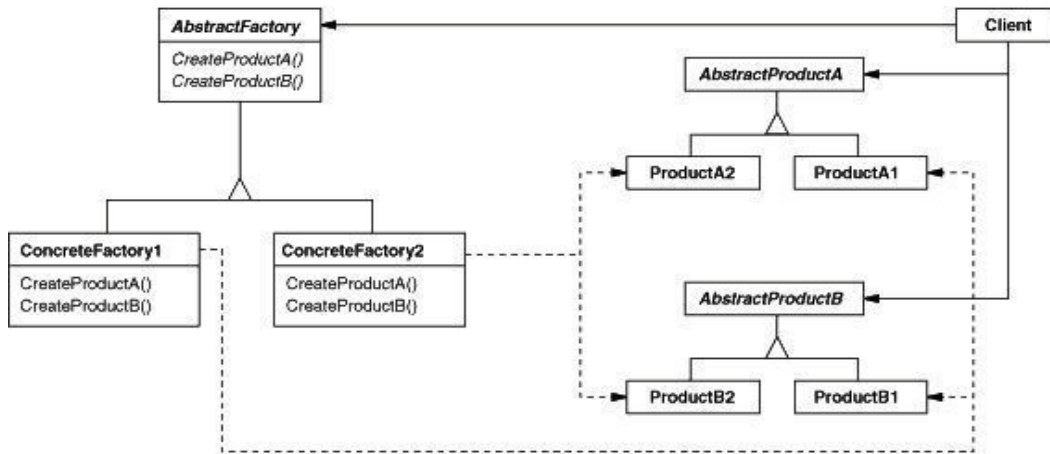 AbstractFactory
CreateProductA()
CreateProductB()
Client
AbstractProductA
ProductA2
ProductA1
ConcreteFactory1
CreateProductA()
CreateProductB()
ConcreteFactory2
CreateProductA()
CreateProductB()
AbstractProductB
ProductB2
ProductB1